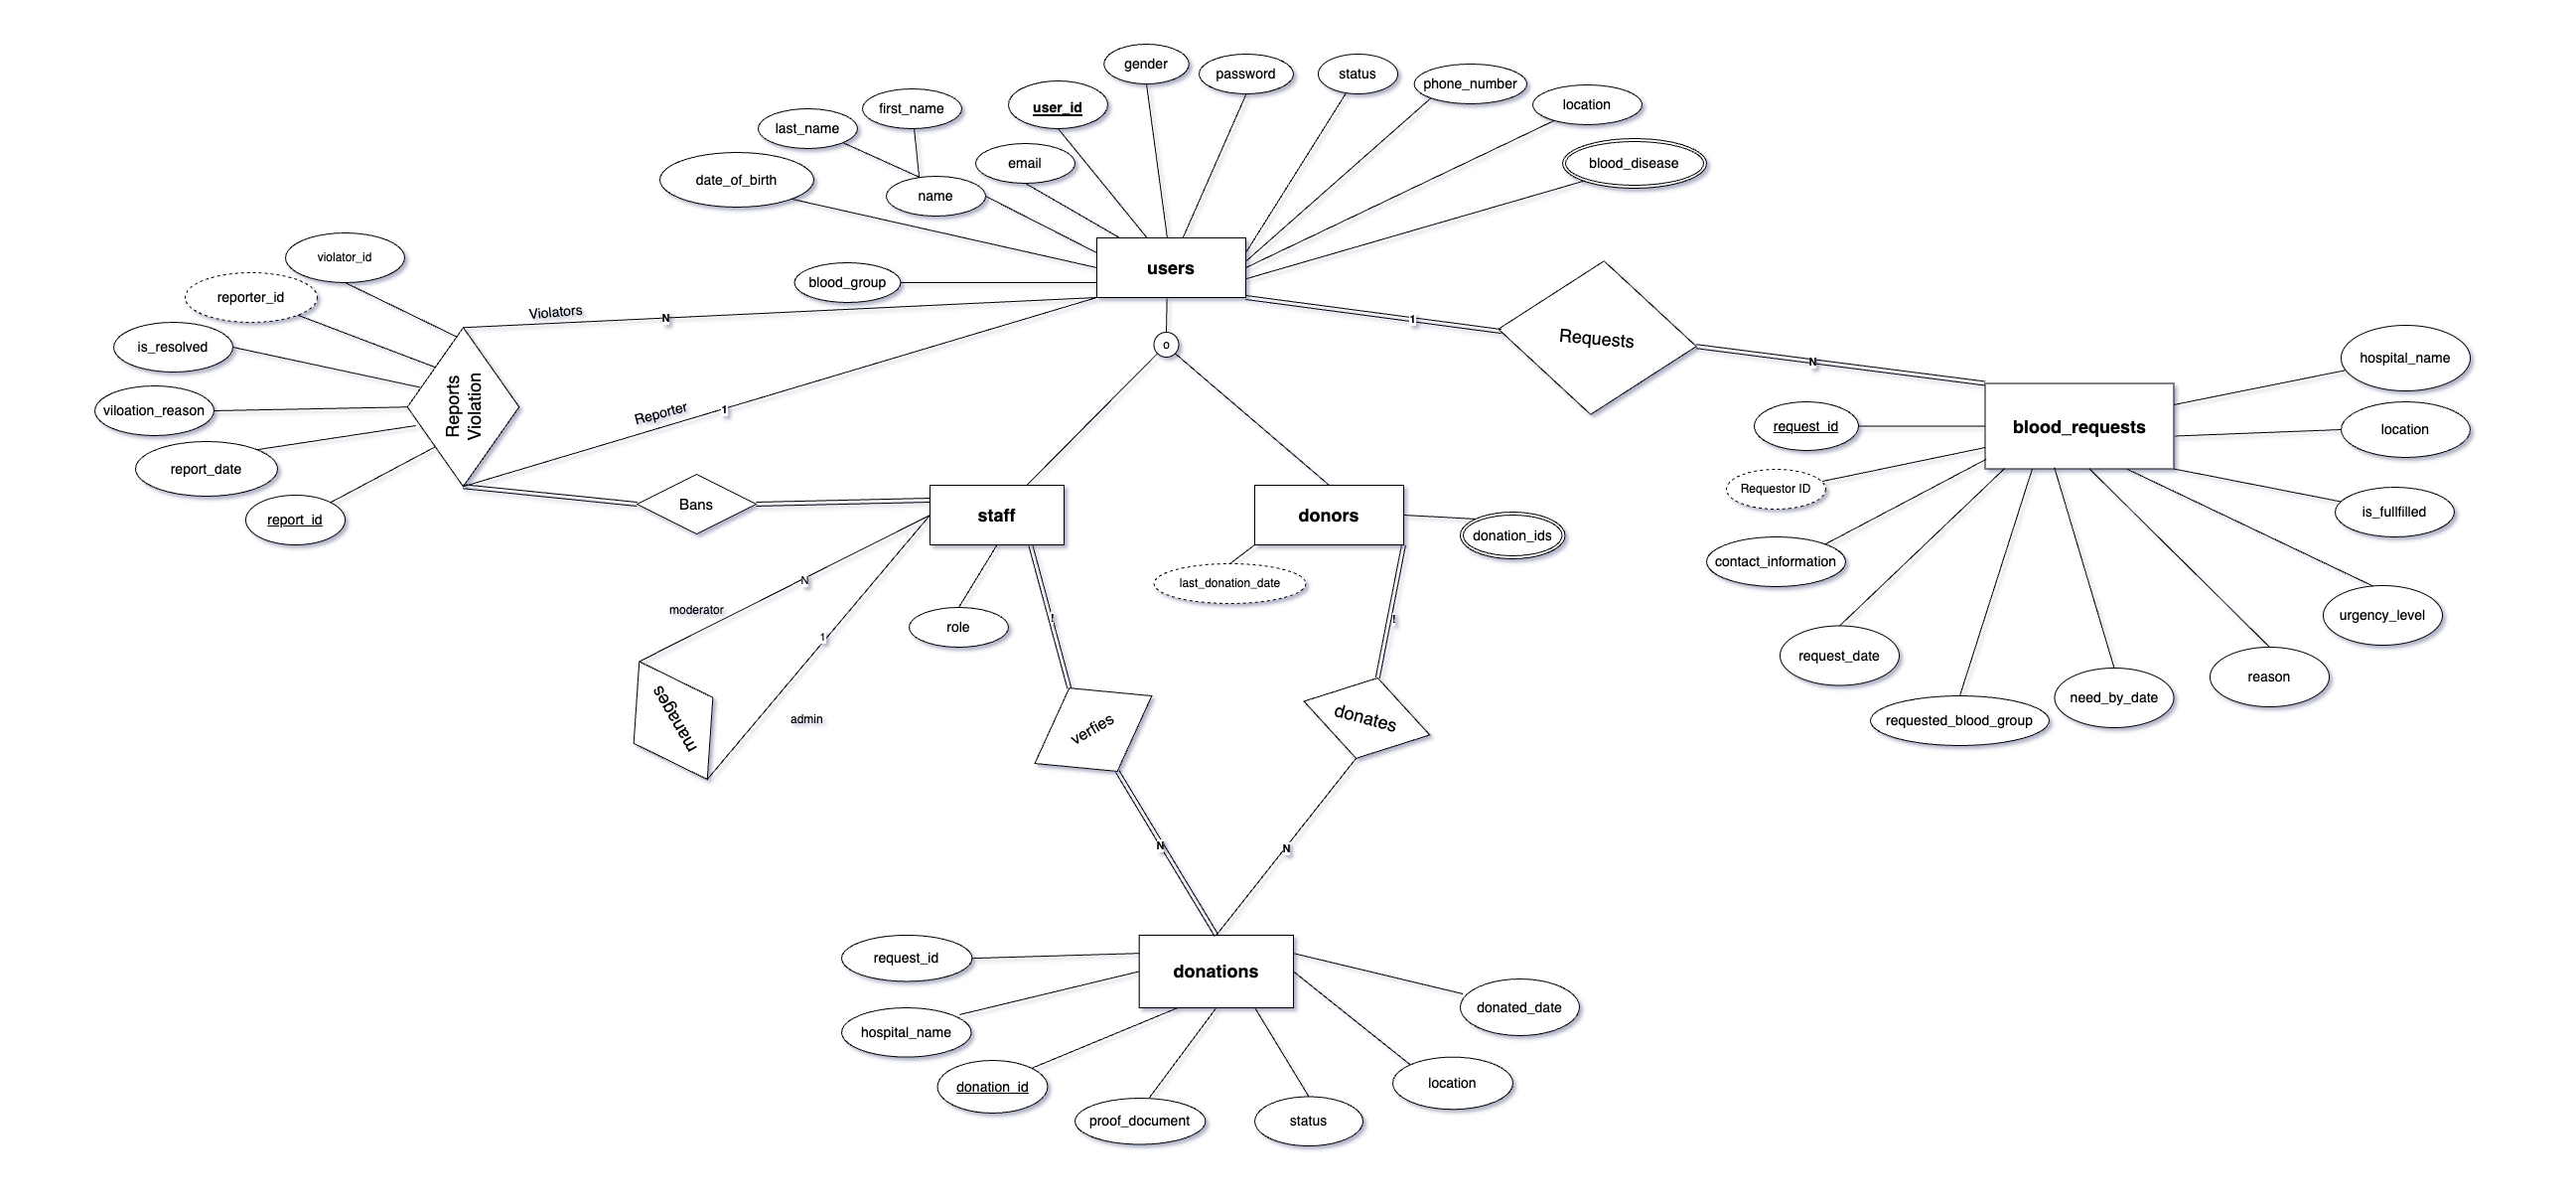 gender
password
status
phone_number
first_name
user_id
location
last_name
email
blood_disease
date_of_birth
name
violator_id
users
blood_group
reporter_id
Violators
N
1
Requests
o
is_resolved
N
hospital_name
Reports
Violation
viloation_reason
Reporter
1
request_id
blood_requests
location
report_date
Requestor ID
Bans
staff
donors
is_fullfilled
report_id
donation_ids
contact_information
N
last_donation_date
moderator
!
!
urgency_level
role
1
request_date
reason
need_by_date
manages
admin
verfies
donates
requested_blood_group
N
N
request_id
donations
donated_date
hospital_name
donation_id
location
proof_document
status